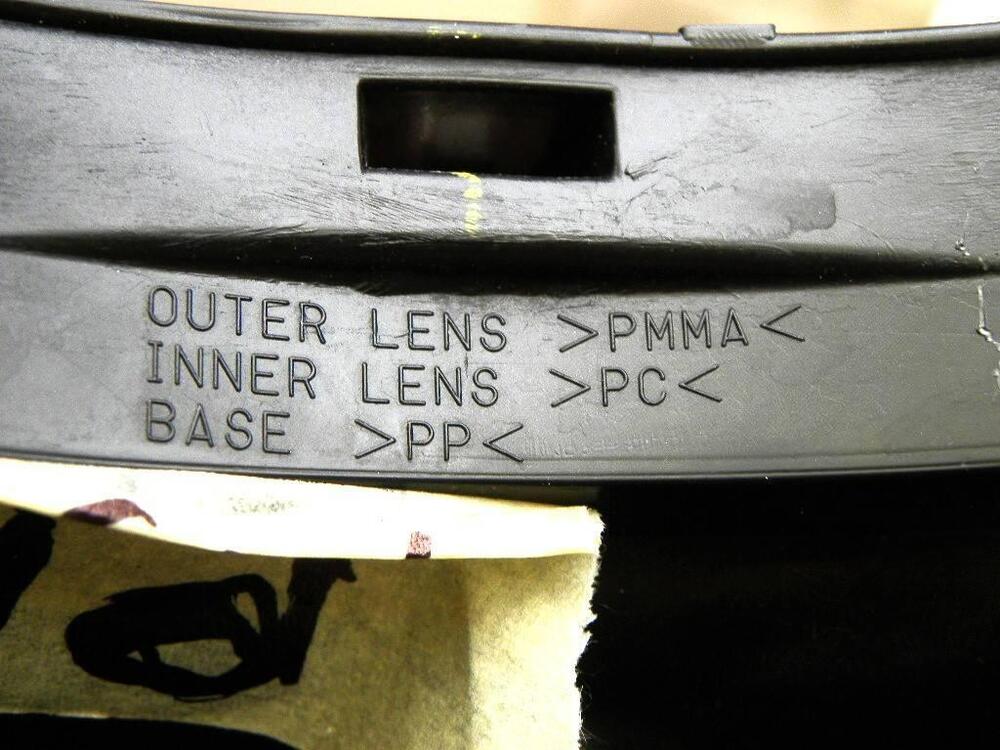 OUTER LENS >PMMA<
INNER LENS >PC<
BASE >PP<